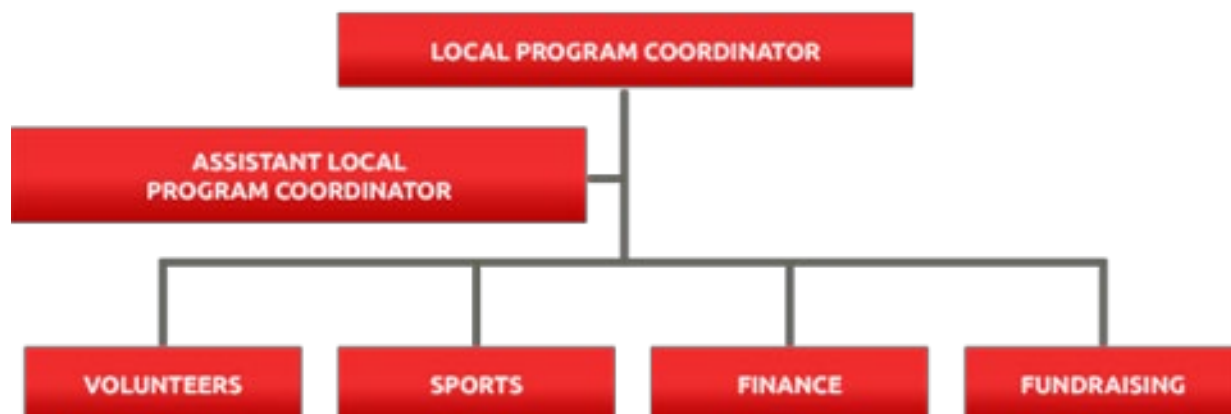 LOCAL PROGRAM COORDINATOR
ASSISTANT LOCAL
PROGRAM COORDINATOR
VOLUNTEERS
SPORTS
FINANCE
FUNDRAISING